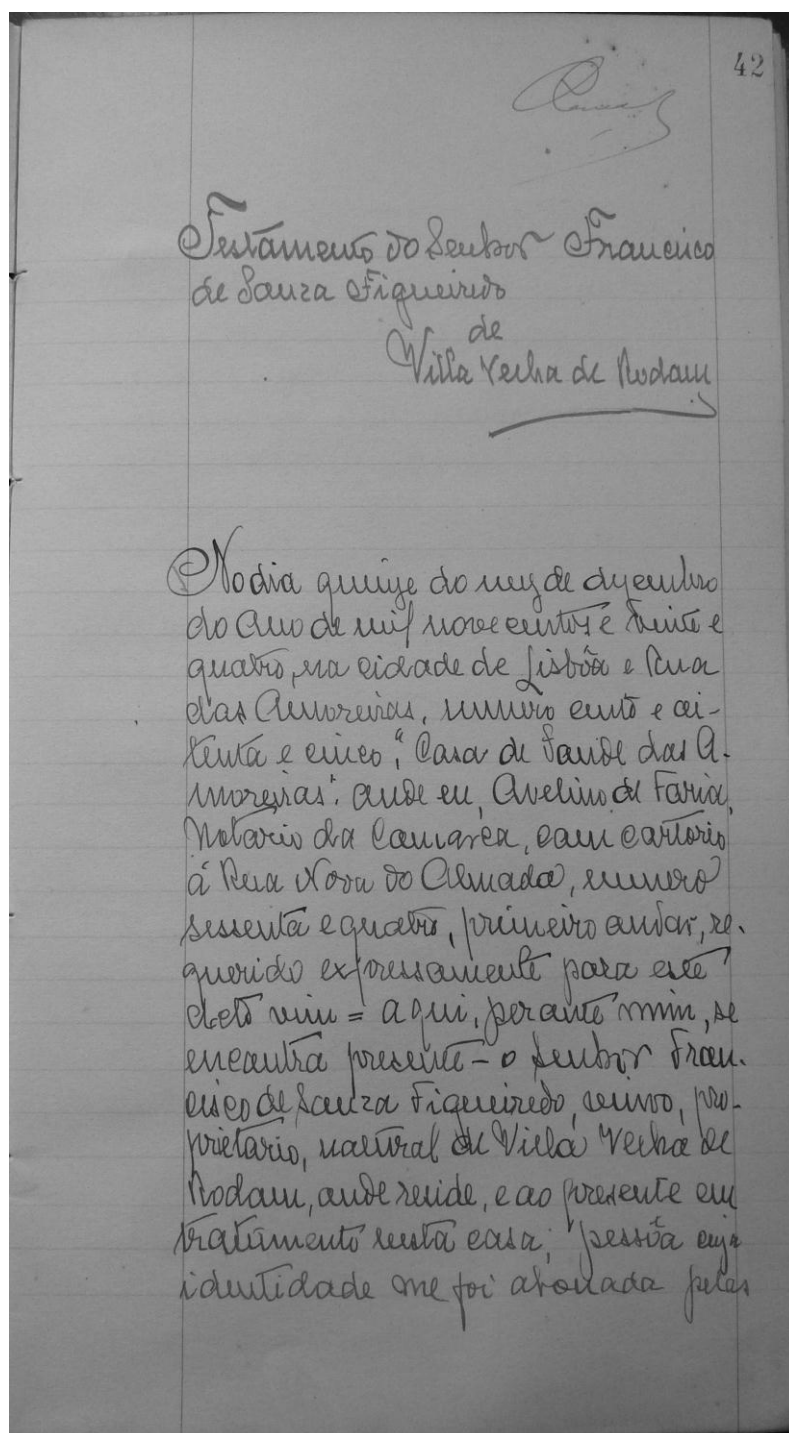 42
Testamento do Senhor Francisco
de Souza Figueiredo
de
Villa Velha de Rodam
No dia quinze do mez de dezembro
do ano de mil novecentos e trinta e
quatro, na cidade de Lisbôa e Rua
das Amoreiras, numero cento e oi-
tenta e cinco, "Casa de Saude das A-
moreiras". onde eu, Avelino de Faria,
Notario da Comarca, com cartorio
á Rua Nova do Almada, numero
sessenta e quatro, primeiro andar, re-
querido expressamente para este
acto vim = aqui, perante mim, se
encontra presente - o Senhor Fran-
cisco de Souza Figueiredo, viuvo, pro-
prietario, natural de Villa Velha de
Rodam, onde reside, e ao presente em
tratamento nesta casa; pessôa cuja
identidade me foi abonada pelas